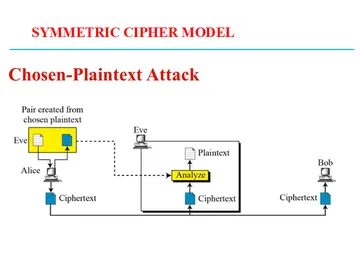 SYMMETRIC CIPHER MODEL
Chosen-Plaintext Attack
Pair created from
chosen plaintext
Eve
Eve
Plaintext
Alice
Analyze
Bob
Ciphertext
Ciphertext
Ciphertext